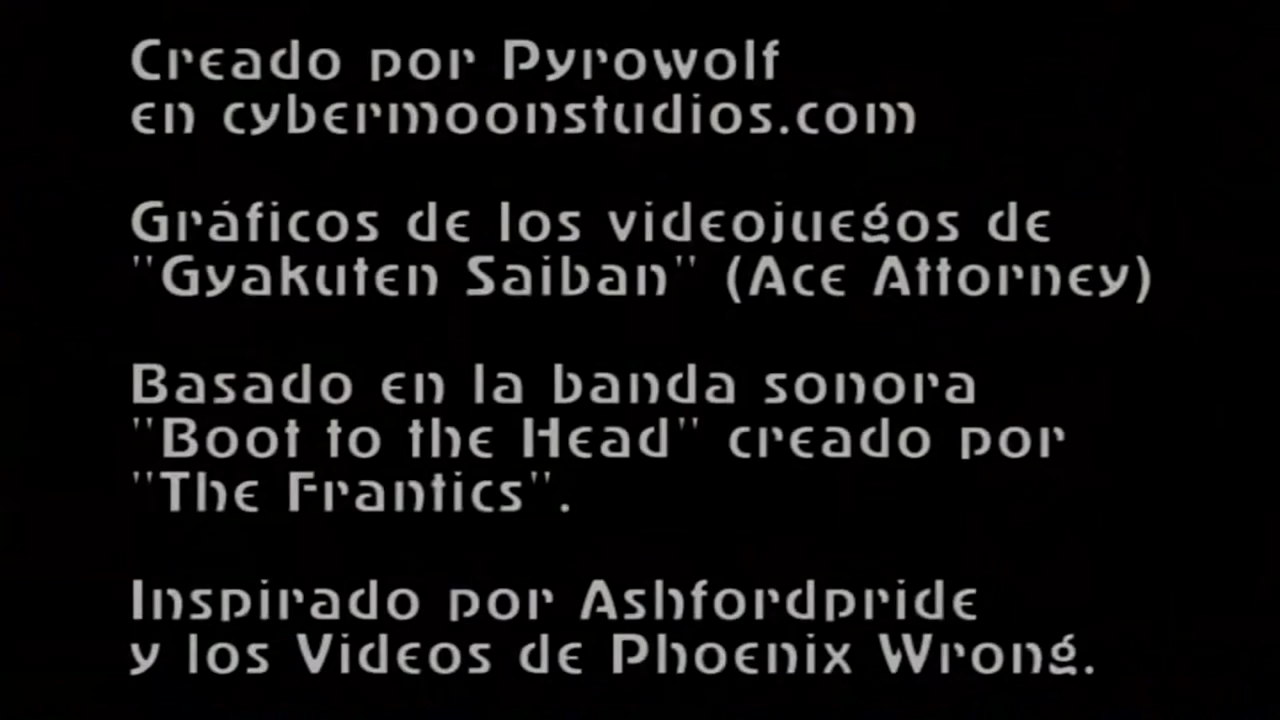 Creado por Pyrowolf
en cybermoonstudios.com
Gráficos de los videojuegos de
"Gyakuten Saiban" (Ace Attorney)
Basado en la banda sonora
"Boot to the Head" creado por
"The Frantics".
Inspirado por Ashfordpride
y los Videos de Phoenix Wrong.